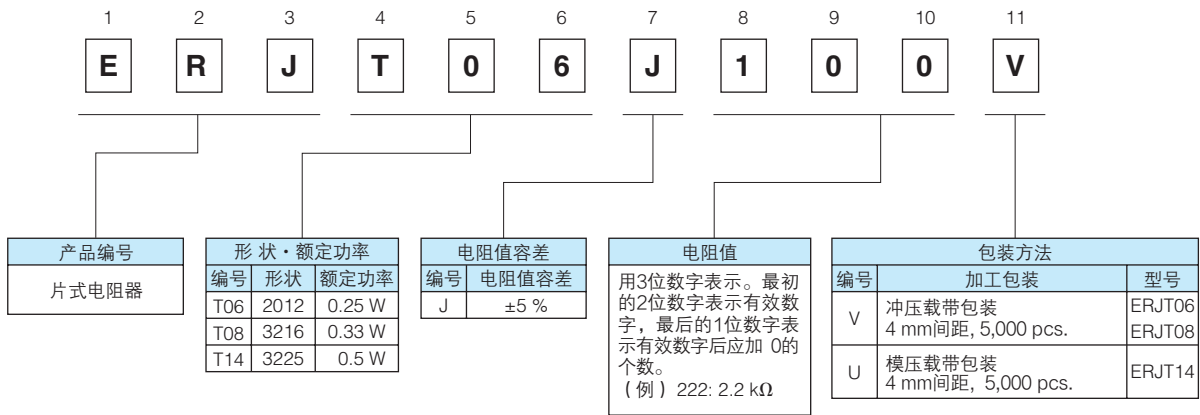 1 2 3 4 5 6 7 8 9 10 11
E R J T 0 6 J 1 0 0 V
产品编号
片式电阻器
形 状・额定功率
编号 形状 额定功率
T06 2012 0.25 W
T08 3216 0.33 W
T14 3225 0.5 W
电阻值容差
编号 电阻值容差
J ±5 %
电阻值
用3位数字表示。最初
的2位数字表示有效数
字，最后的1位数字表
示有效数字后应加 0的
个数。
（例）222: 2.2 kΩ
包装方法
编号 加工包装 型号
V 冲压载带包装 ERJT06
4 mm间距, 5,000 pcs. ERJT08
U 模压载带包装 ERJT14
4 mm间距, 5,000 pcs.